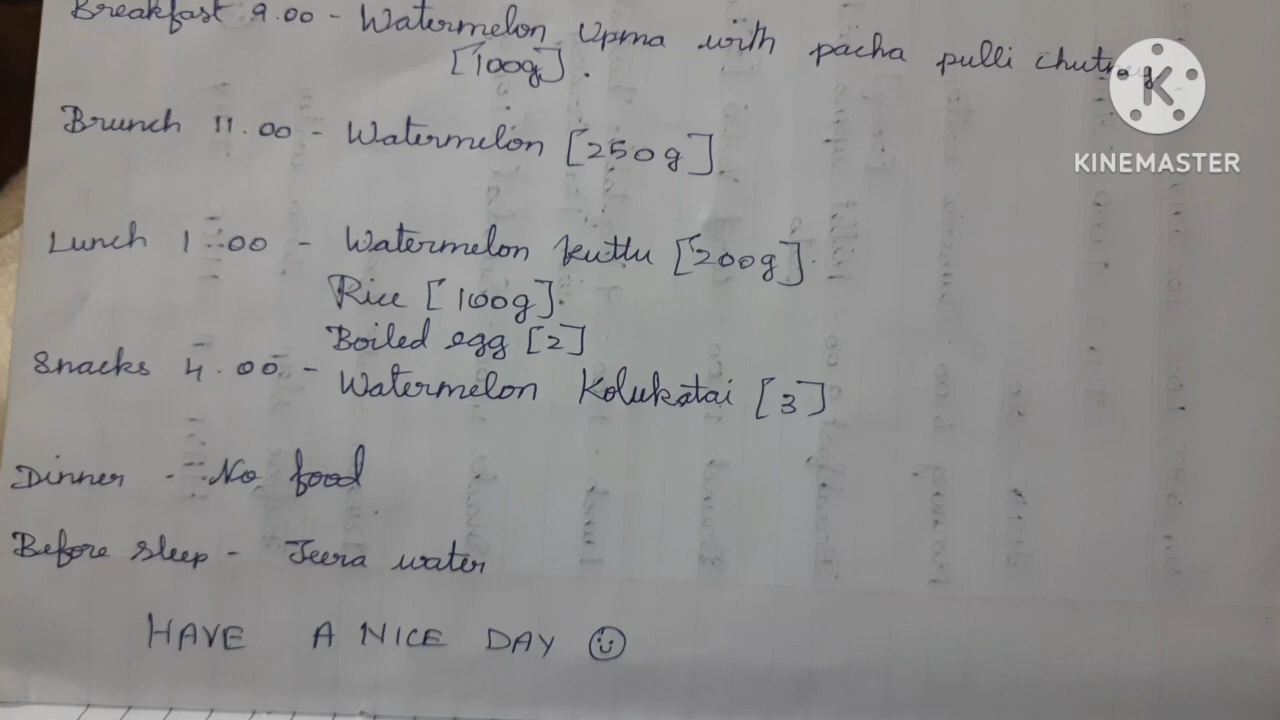 Breakfast 9.00 - Watermelon Upma with pacha pulli chutney
[100g].
Brunch 11.00 - Watermelon [250g]
Lunch 1.00 - Watermelon kuttu [200g]
Rice [100g].
Boiled egg [2]
Snacks 4.00 - Watermelon Kolukatai [3]
Dinner - No food
Before sleep - Jeera water
HAVE A NICE DAY
KINEMASTER